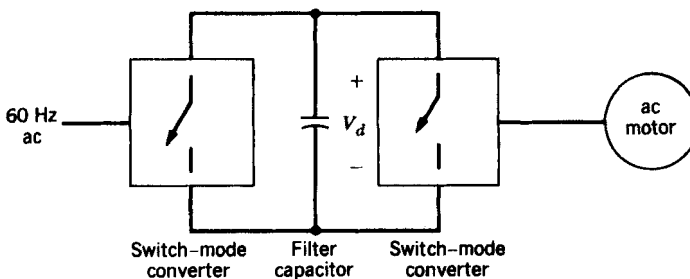 60 Hz
ac
+
V_d
−
ac
motor
Switch–mode
converter
Filter
capacitor
Switch–mode
converter